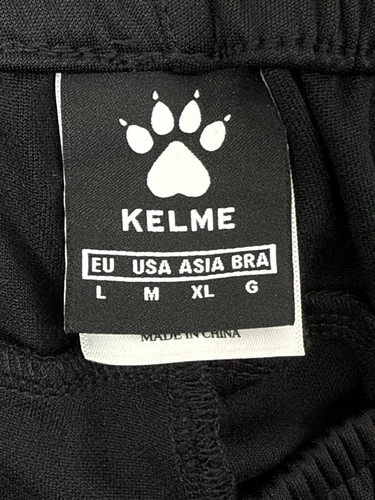 KELME
EU USA ASIA BRA
L M XL G
MADE IN CHINA